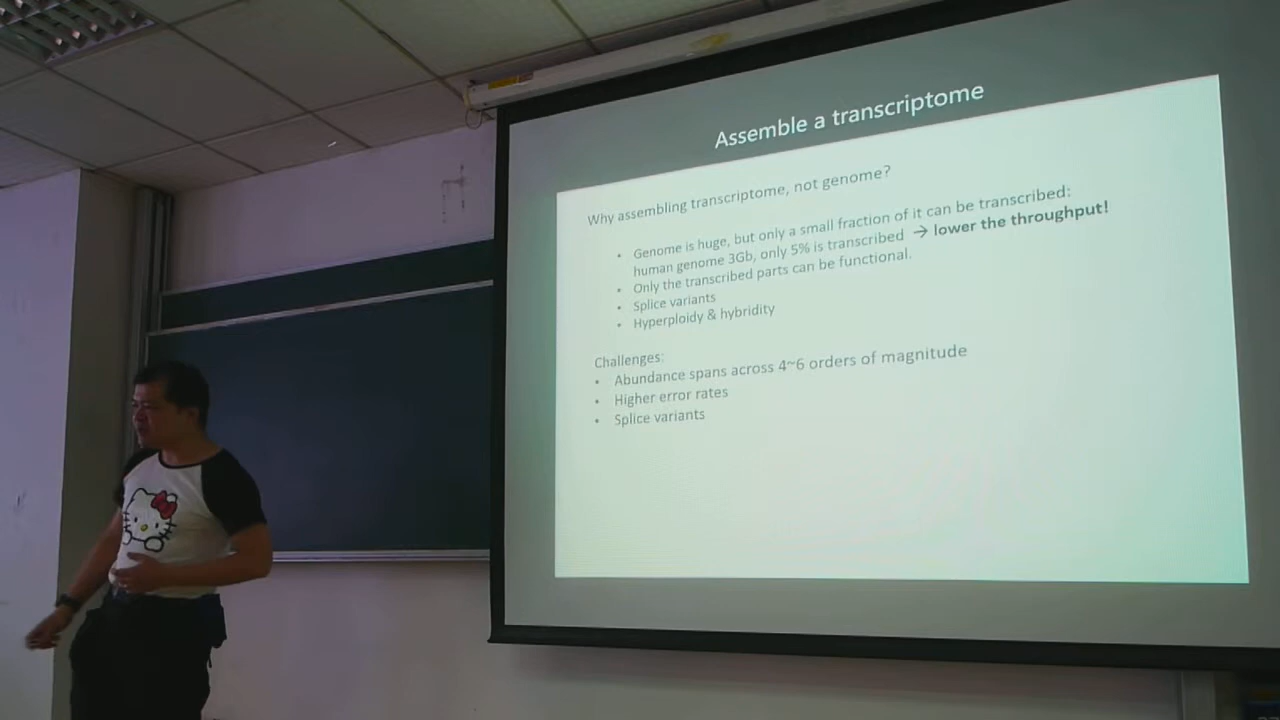 Assemble a transcriptome
Why assembling transcriptome, not genome?
• Genome is huge, but only a small fraction of it can be transcribed:
human genome 3Gb, only 5% is transcribed → lower the throughput!
• Only the transcribed parts can be functional.
• Splice variants
• Hyperploidy & hybridity
Challenges:
• Abundance spans across 4~6 orders of magnitude
• Higher error rates
• Splice variants